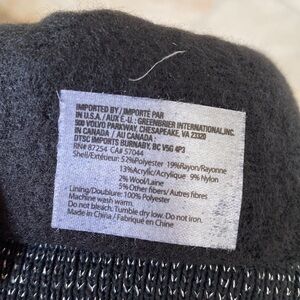 IMPORTED BY / IMPORTÉ PAR
IN U.S.A. / AUX É.-U. : GREENBRIER INTERNATIONAL, INC.
500 VOLVO PARKWAY, CHESAPEAKE, VA 23320
IN CANADA / AU CANADA :
DTSC IMPORTS BURNABY, BC V5G 4P3
RN# 87254 CA# 57044
Shell/Extérieur: 52%Polyester 19%Rayon/Rayonne
13%Acrylic/Acrylique 9% Nylon
2% Wool/Laine
5% Other fibers/ Autres fibres
Lining/Doublure: 100% Polyester
Machine wash warm.
Do not bleach. Tumble dry low. Do not iron.
Made in China / Fabriqué en Chine